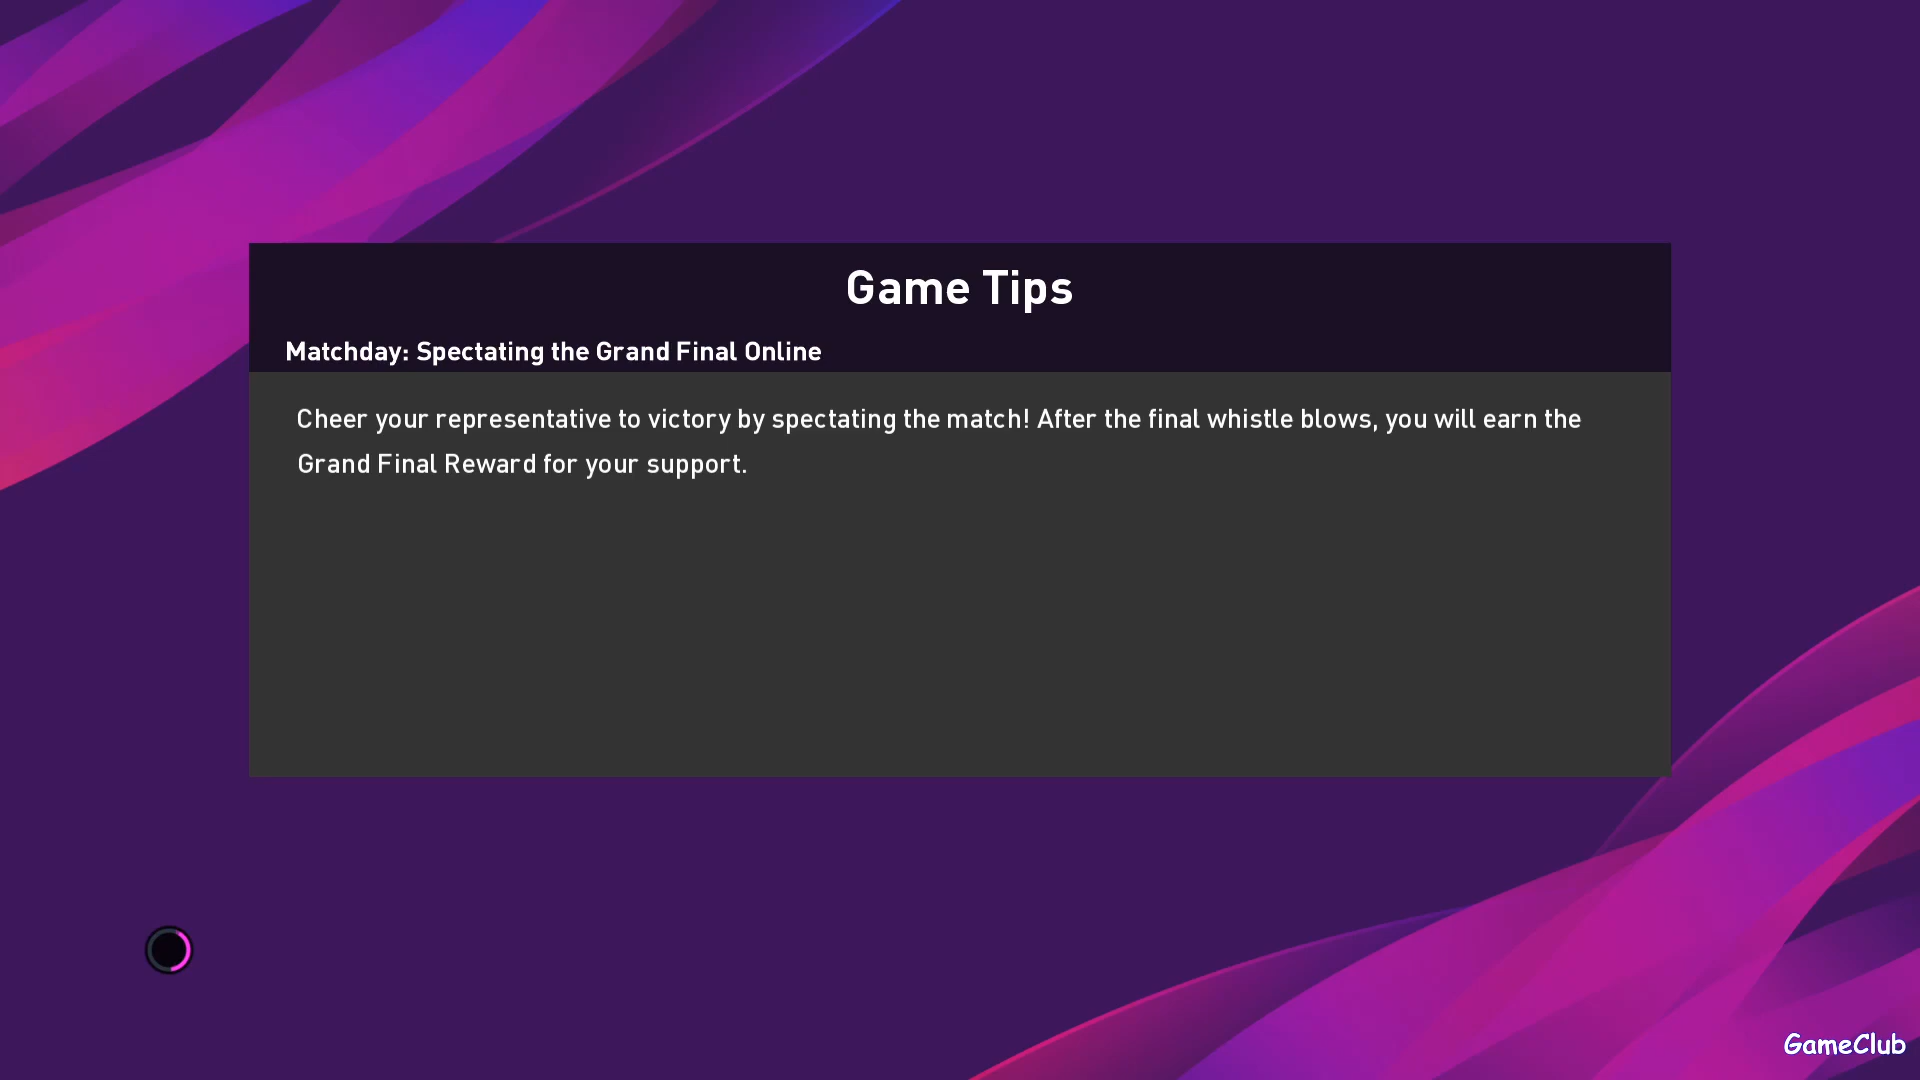 Game Tips
Matchday: Spectating the Grand Final Online
Cheer your representative to victory by spectating the match! After the final whistle blows, you will earn the
Grand Final Reward for your support.
GameClub